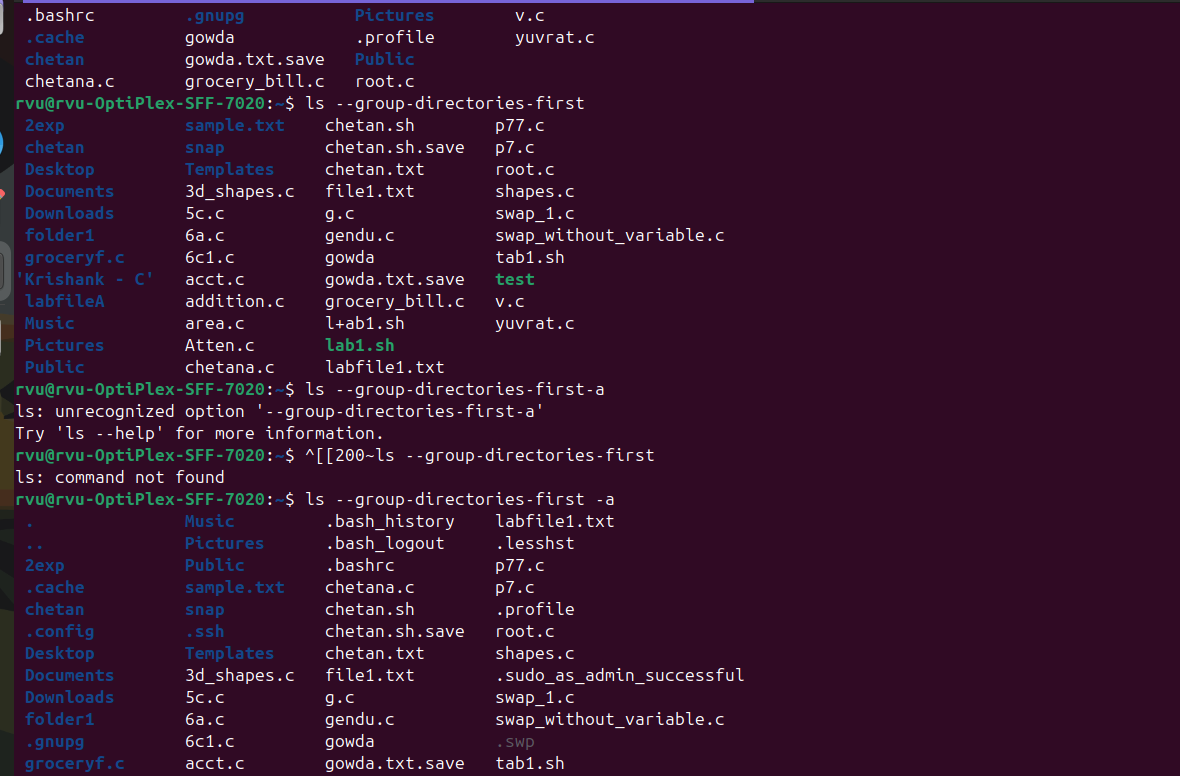 .bashrc .gnupg Pictures v.c
.cache gowda .profile yuvrat.c
chetan gowda.txt.save Public
chetana.c grocery_bill.c root.c
rvu@rvu-OptiPlex-SFF-7020:~$ ls --group-directories-first
2exp sample.txt chetan.sh p77.c
chetan snap chetan.sh.save p7.c
Desktop Templates chetan.txt root.c
Documents 3d_shapes.c file1.txt shapes.c
Downloads 5c.c g.c swap_1.c
folder1 6a.c gendu.c swap_without_variable.c
groceryf.c 6c1.c gowda tab1.sh
'Krishank - C' acct.c gowda.txt.save test
labfileA addition.c grocery_bill.c v.c
Music area.c l+ab1.sh yuvrat.c
Pictures Atten.c lab1.sh
Public chetana.c labfile1.txt
rvu@rvu-OptiPlex-SFF-7020:~$ ls --group-directories-first-a
ls: unrecognized option '--group-directories-first-a'
Try 'ls --help' for more information.
rvu@rvu-OptiPlex-SFF-7020:~$ ^[[200~ls --group-directories-first
ls: command not found
rvu@rvu-OptiPlex-SFF-7020:~$ ls --group-directories-first -a
. Music .bash_history labfile1.txt
.. Pictures .bash_logout .lesshst
2exp Public .bashrc p77.c
.cache sample.txt chetana.c p7.c
chetan snap chetan.sh .profile
.config .ssh chetan.sh.save root.c
Desktop Templates chetan.txt shapes.c
Documents 3d_shapes.c file1.txt .sudo_as_admin_successful
Downloads 5c.c g.c swap_1.c
folder1 6a.c gendu.c swap_without_variable.c
.gnupg 6c1.c gowda .swp
groceryf.c acct.c gowda.txt.save tab1.sh